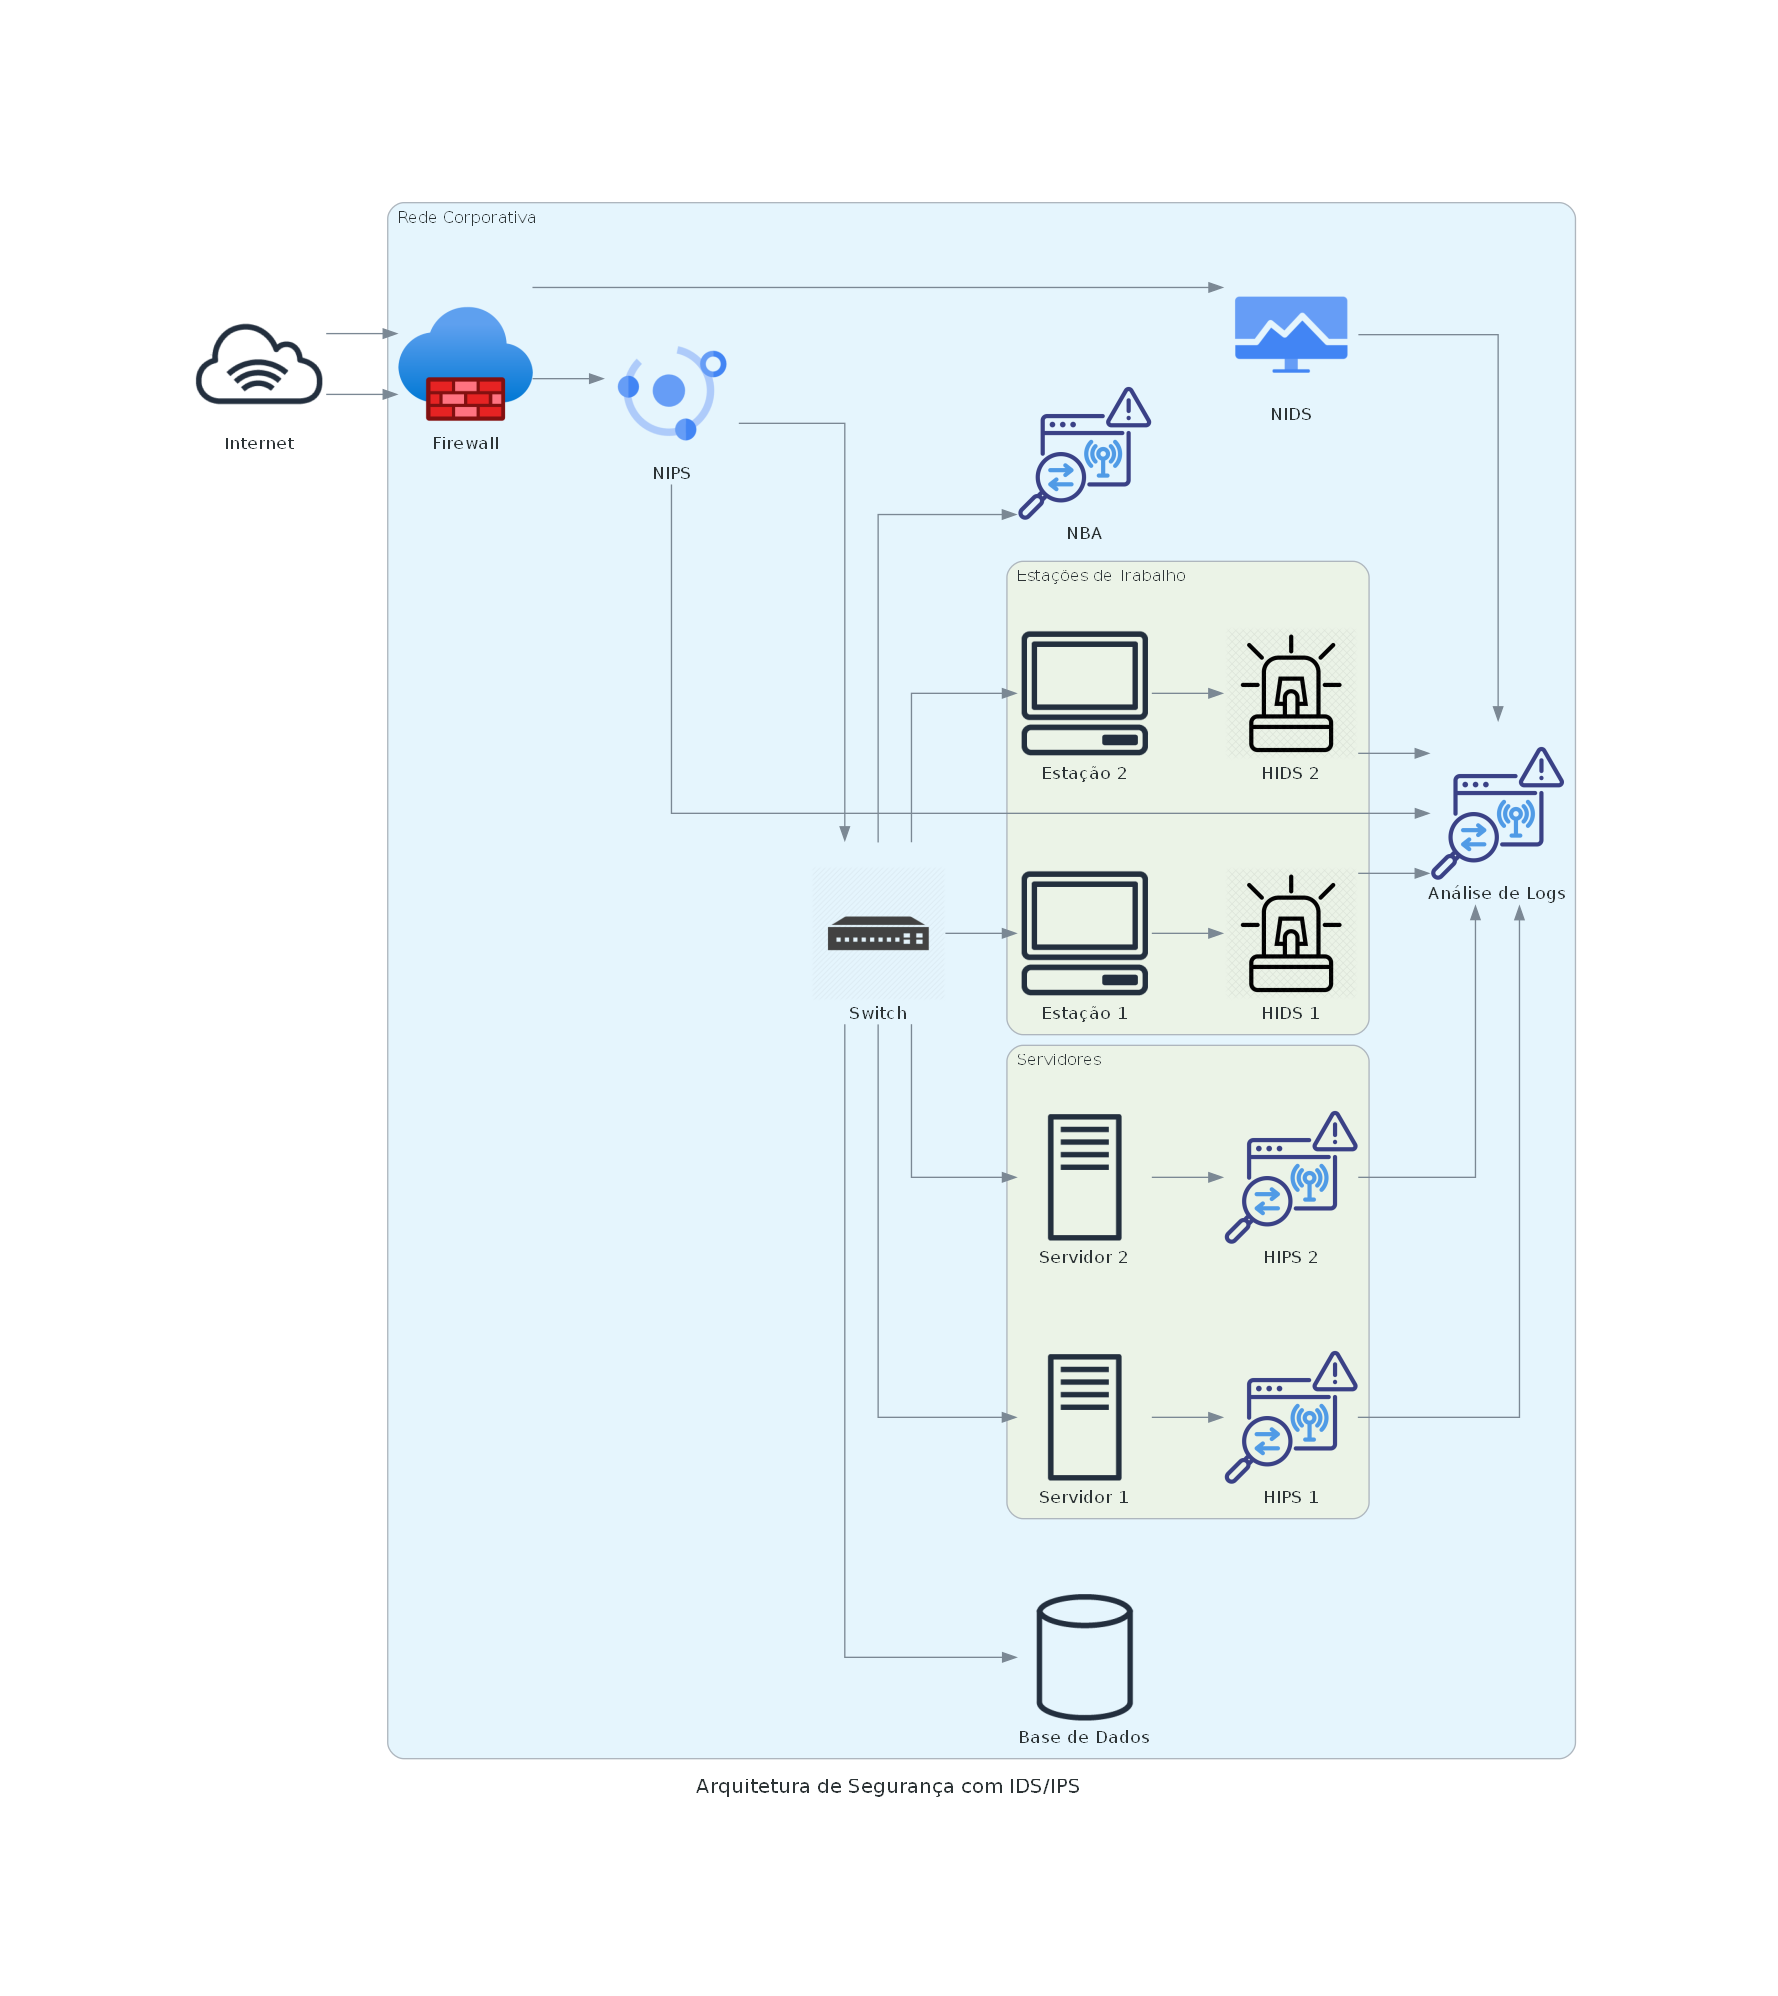 Rede Corporativa
Internet
Firewall
NIPS
NIDS
NBA
Estações de Trabalho
Estação 2
HIDS 2
Análise de Logs
Switch
Estação 1
HIDS 1
Servidores
Servidor 2
HIPS 2
Servidor 1
HIPS 1
Base de Dados
Arquitetura de Segurança com IDS/IPS